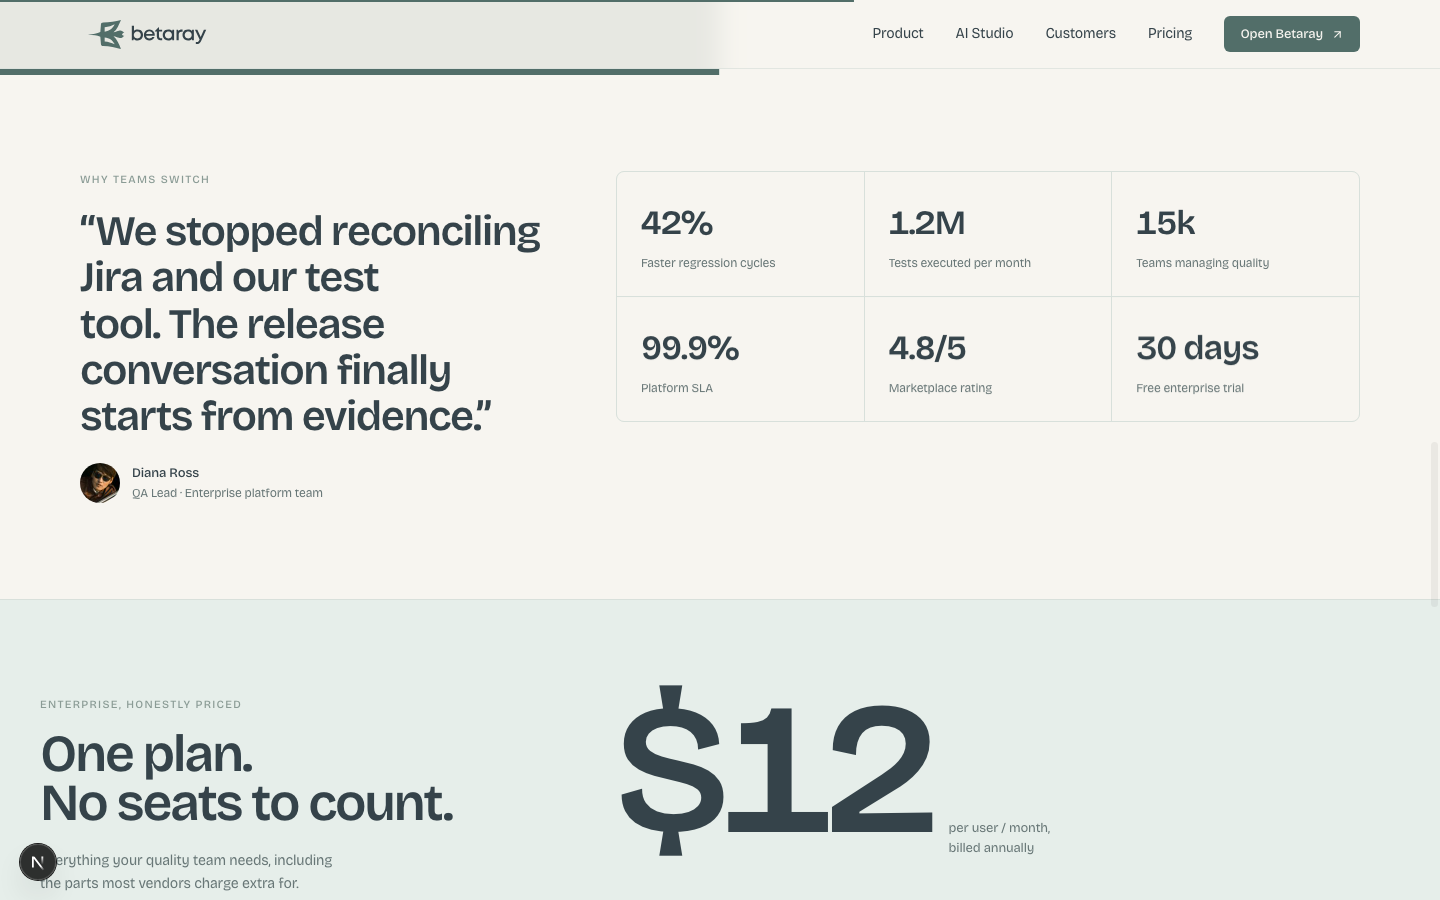 betaray
Product
AI Studio
Customers
Pricing
Open Betaray
WHY TEAMS SWITCH
“We stopped reconciling
Jira and our test
tool. The release
conversation finally
starts from evidence.”
Diana Ross
QA Lead · Enterprise platform team
42%
Faster regression cycles
1.2M
Tests executed per month
15k
Teams managing quality
99.9%
Platform SLA
4.8/5
Marketplace rating
30 days
Free enterprise trial
ENTERPRISE, HONESTLY PRICED
One plan.
No seats to count.
your quality team needs, including
the parts most vendors charge extra for.
$12
per user / month,
billed annually
N